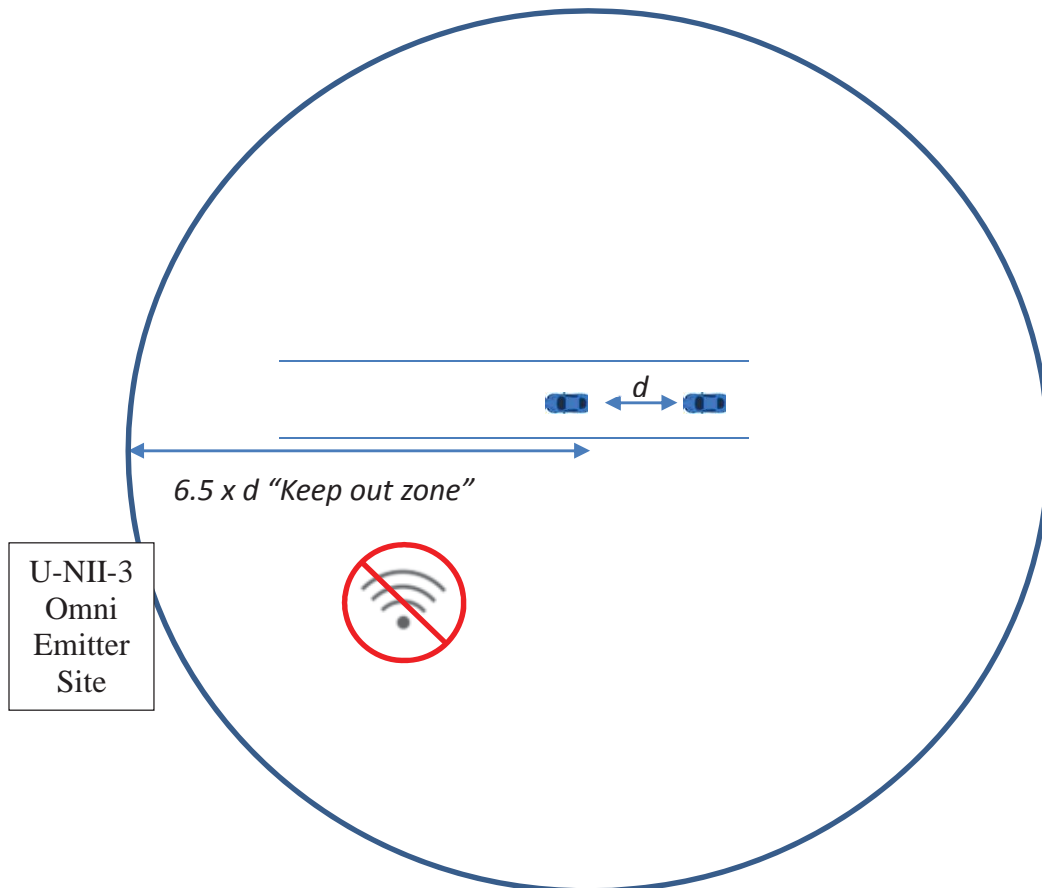 d
6.5 x d “Keep out zone”
U-NII-3
Omni
Emitter
Site